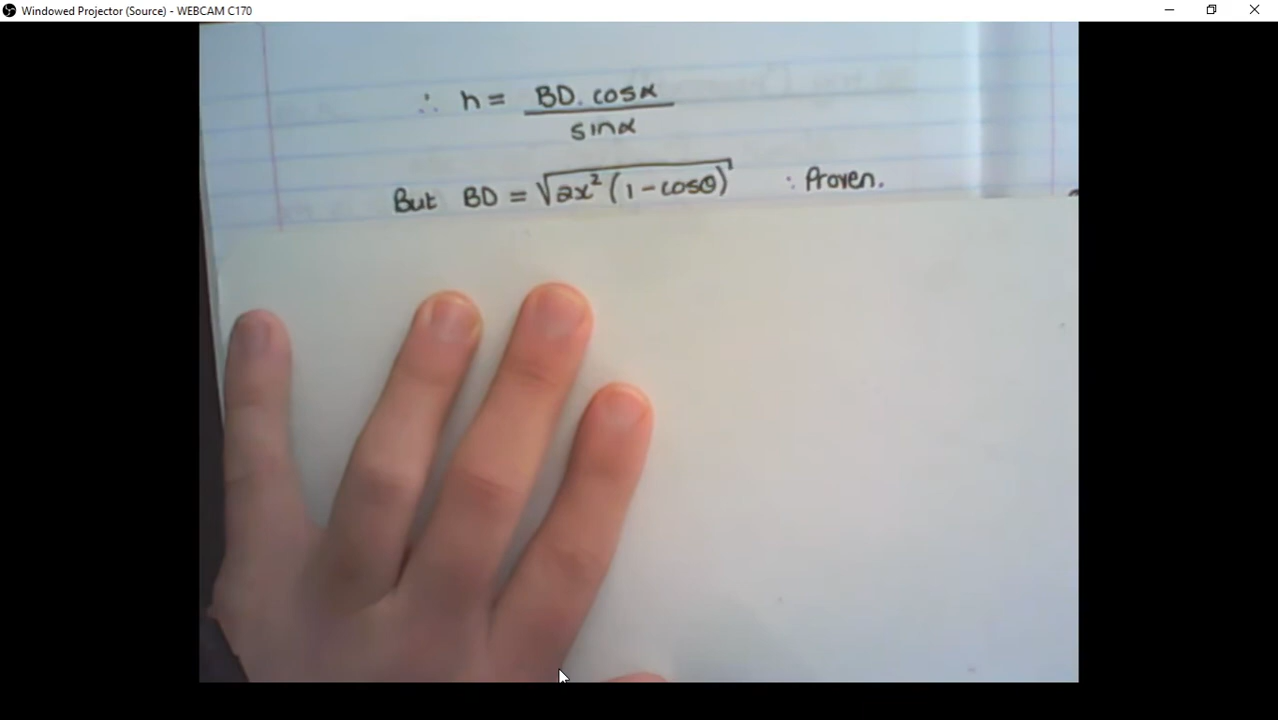 Windowed Projector (Source) - WEBCAM C170
∴ h = BD. cosα
sinα
But BD = √2x² (1 - cosθ) : Proven.